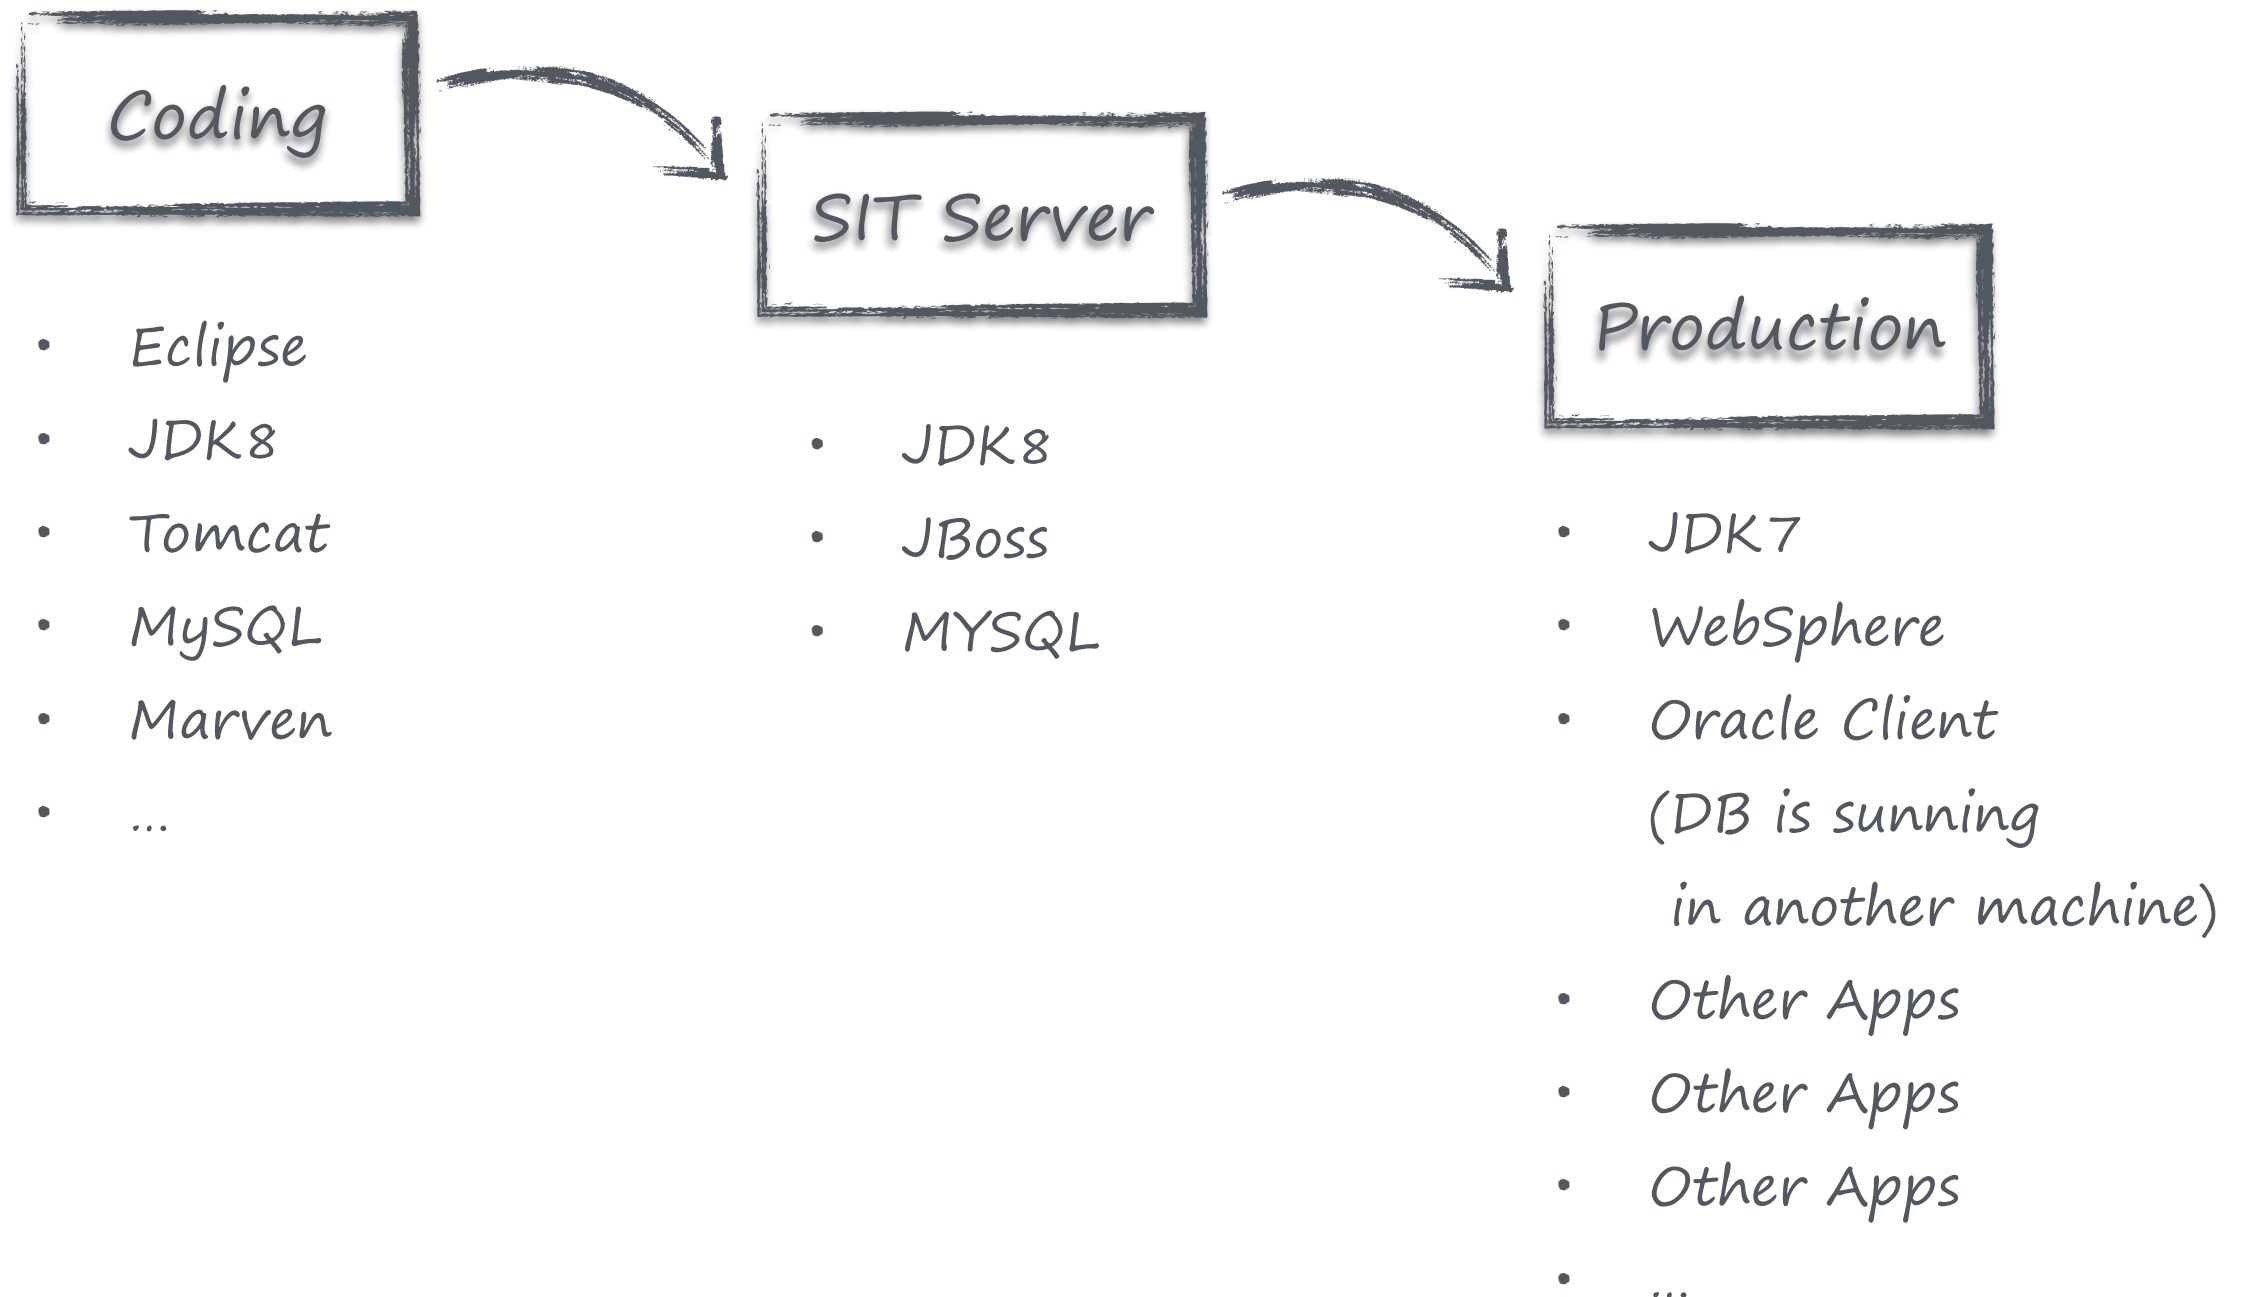 Coding
• Eclipse
• JDK8
• Tomcat
• MySQL
• Marven
• ...
SIT Server
• JDK8
• JBoss
• MYSQL
Production
• JDK7
• WebSphere
• Oracle Client
(DB is sunning
in another machine)
• Other Apps
• Other Apps
• Other Apps
• ...